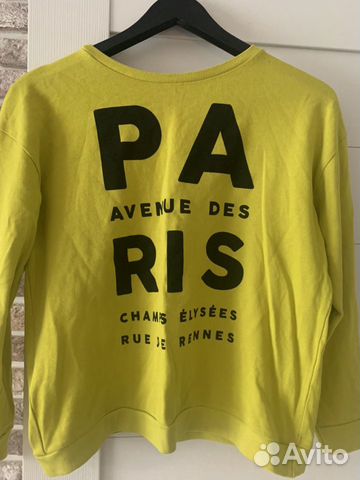 PA
AVENUE DES
RIS
CHAMPS ÉLYSÉES
RUE DE RENNES
Avito